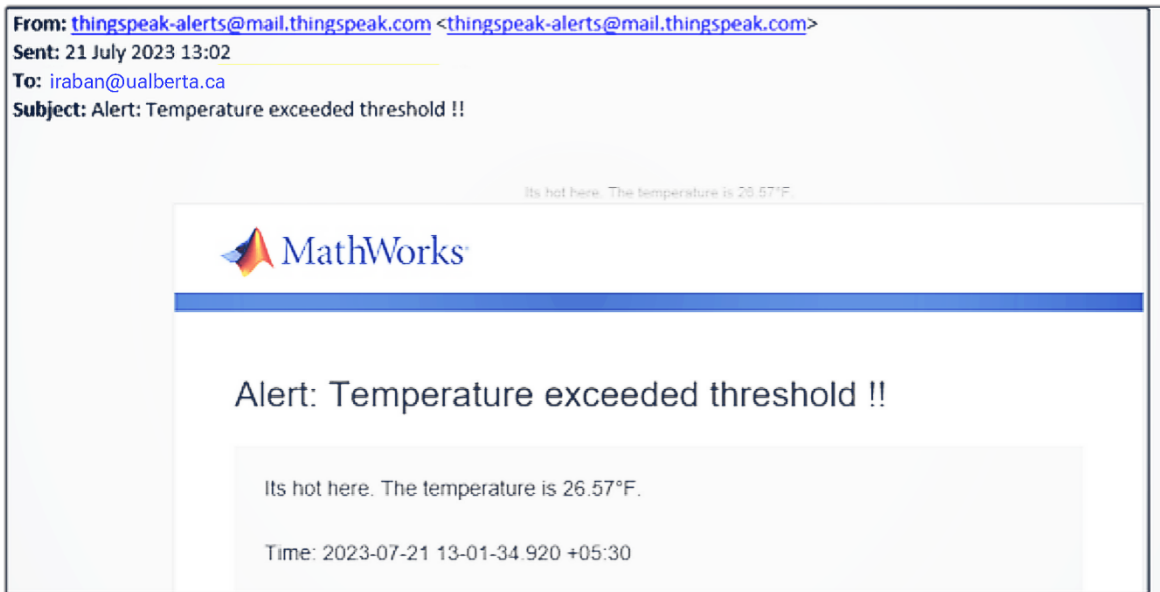 From: thingspeak-alerts@mail.thingspeak.com <thingspeak-alerts@mail.thingspeak.com>
Sent: 21 July 2023 13:02
To: iraban@ualberta.ca
Subject: Alert: Temperature exceeded threshold !!
Its hot here. The temperature is 26.57°F.
MathWorks
Alert: Temperature exceeded threshold !!
Its hot here. The temperature is 26.57°F.
Time: 2023-07-21 13-01-34.920 +05:30